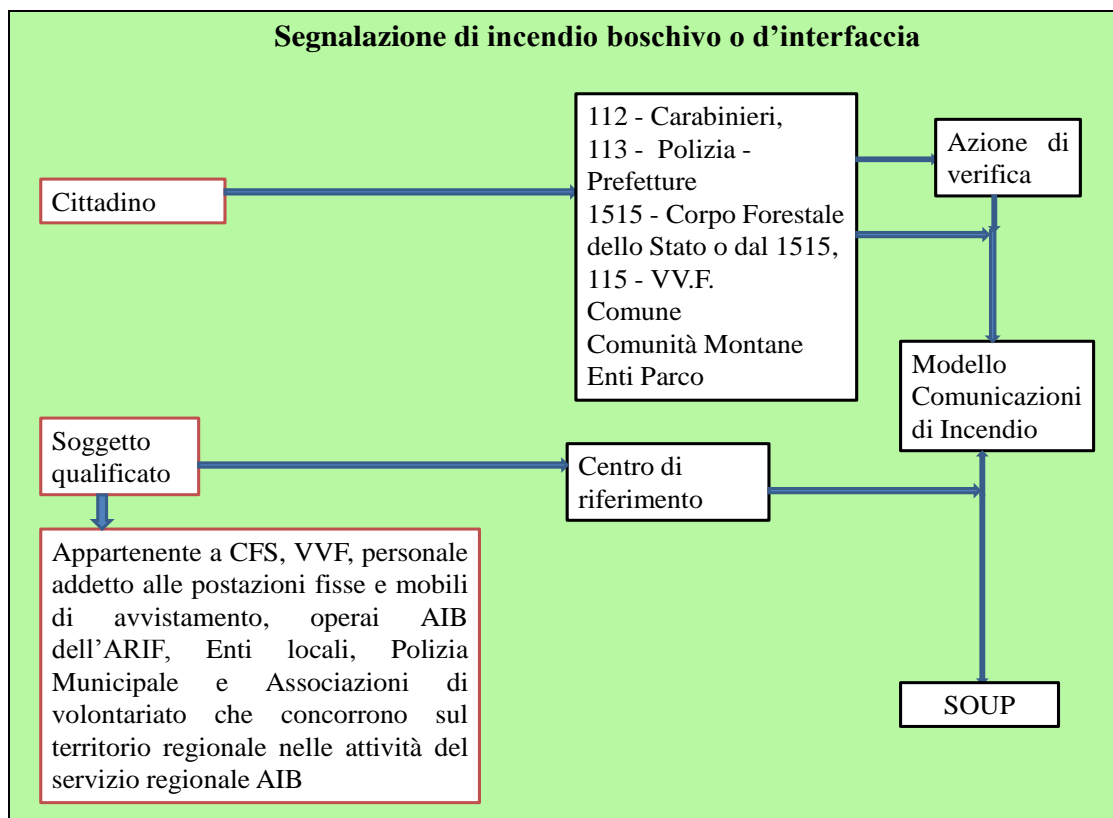 Segnalazione di incendio boschivo o d’interfaccia
Cittadino
112 - Carabinieri,
113 - Polizia -
Prefetture
1515 - Corpo Forestale
dello Stato o dal 1515,
115 - VV.F.
Comune
Comunità Montane
Enti Parco
Azione di
verifica
Modello
Comunicazioni
di Incendio
Soggetto
qualificato
Centro di
riferimento
Appartenente a CFS, VVF, personale
addetto alle postazioni fisse e mobili
di avvistamento, operai AIB
dell’ARIF, Enti locali, Polizia
Municipale e Associazioni di
volontariato che concorrono sul
territorio regionale nelle attività del
servizio regionale AIB
SOUP